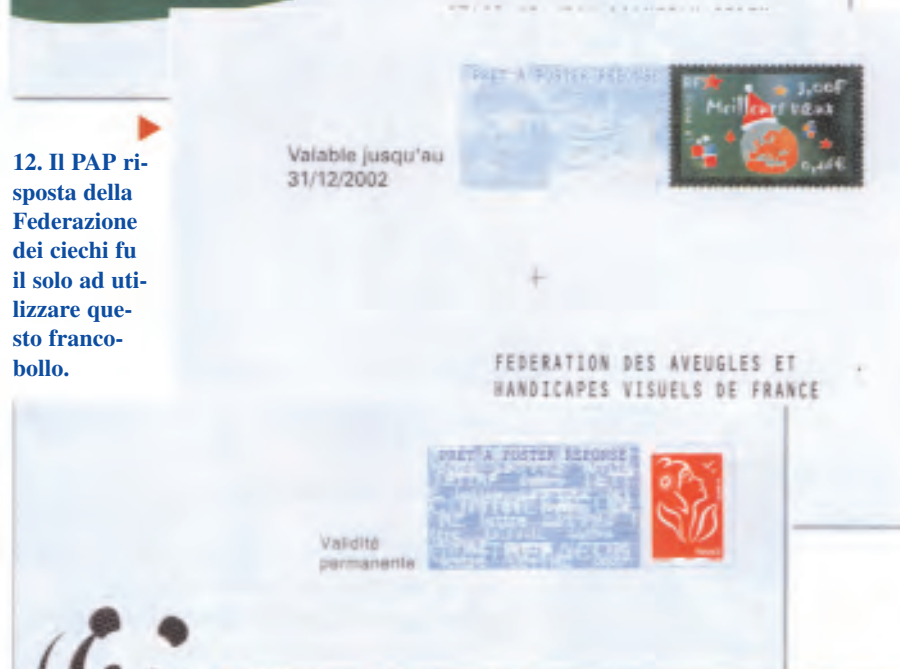 PRET A POSTER REPONSE
RF 3,00F
Meilleurs vœux
0,46€
Valable jusqu'au
31/12/2002
12. Il PAP ri-
sposta della
Federazione
dei ciechi fu
il solo ad uti-
lizzare que-
sto franco-
bollo.
FEDERATION DES AVEUGLES ET
HANDICAPES VISUELS DE FRANCE
PRET A POSTER REPONSE
Validité
permanente